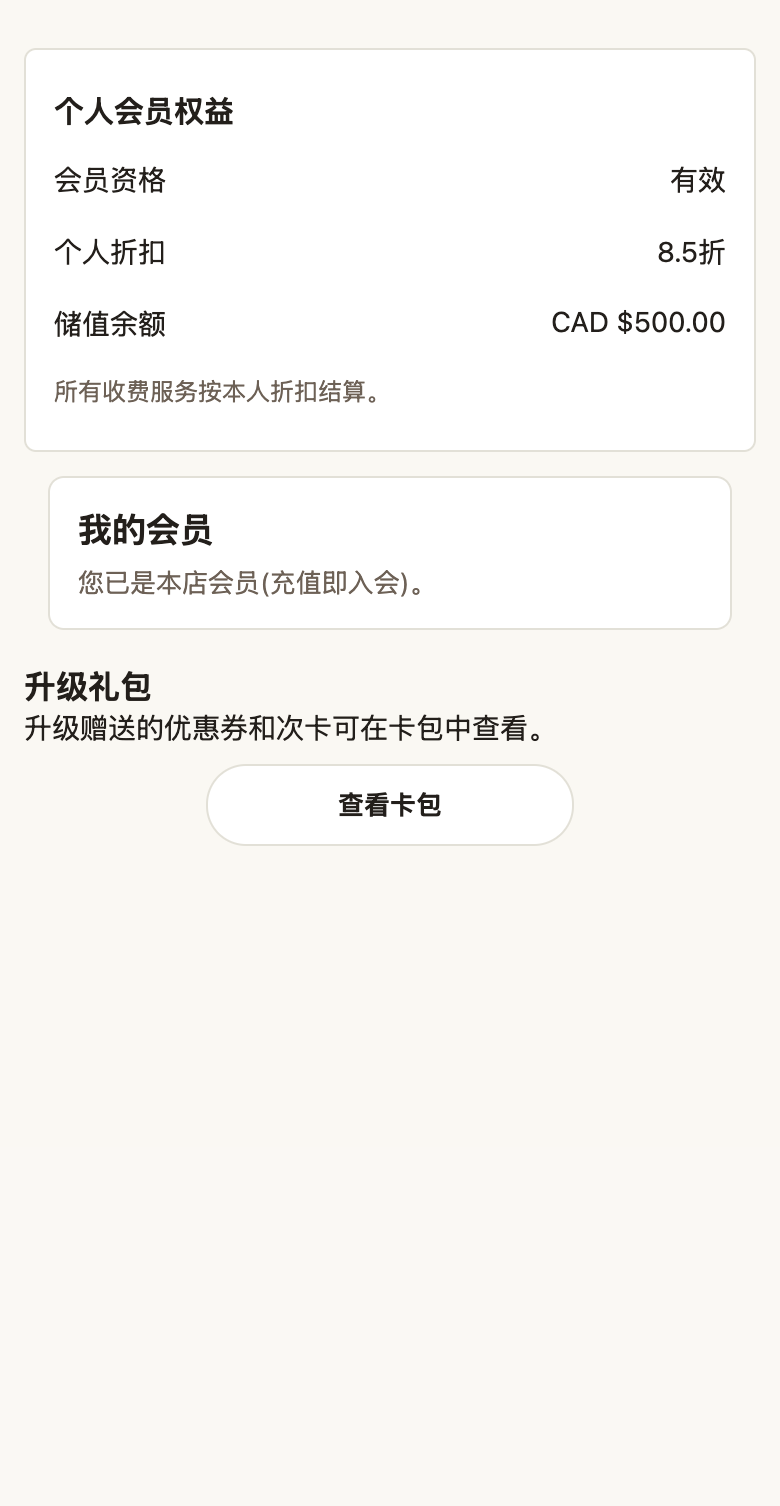 个人会员权益
会员资格 有效
个人折扣 8.5折
储值余额 CAD $500.00
所有收费服务按本人折扣结算。
我的会员
您已是本店会员(充值即入会)。
升级礼包
升级赠送的优惠券和次卡可在卡包中查看。
查看卡包